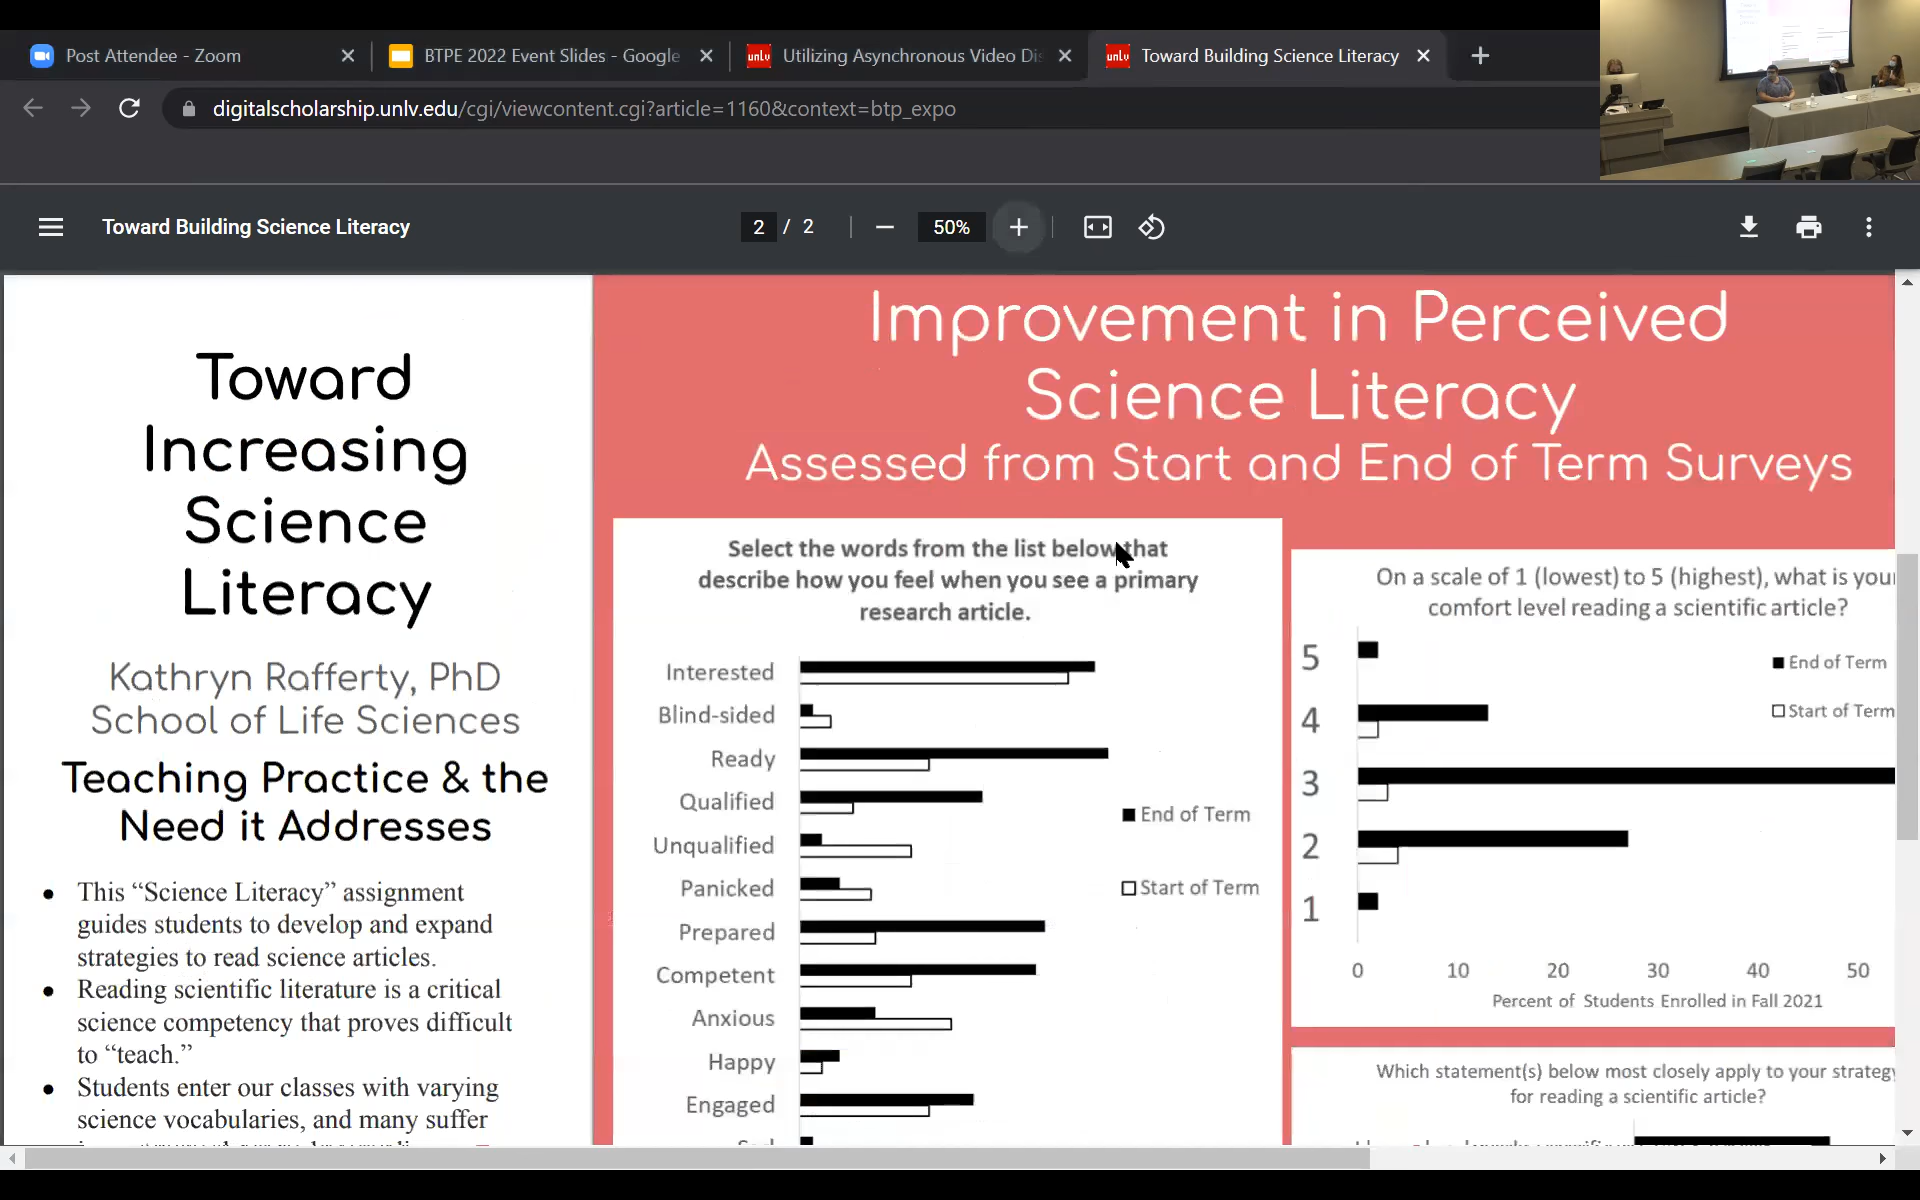 Post Attendee - Zoom
BTPE 2022 Event Slides - Google
unlv
Utilizing Asynchronous Video Di
unlv
Toward Building Science Literacy
digitalscholarship.unlv.edu/cgi/viewcontent.cgi?article=1160&context=btp_expo
Toward Building Science Literacy
2 / 2
50%
Toward
Increasing
Science
Literacy
Kathryn Rafferty, PhD
School of Life Sciences
Teaching Practice & the
Need it Addresses
• This “Science Literacy” assignment
guides students to develop and expand
strategies to read science articles.
• Reading scientific literature is a critical
science competency that proves difficult
to “teach.”
• Students enter our classes with varying
science vocabularies, and many suffer
Improvement in Perceived
Science Literacy
Assessed from Start and End of Term Surveys
Select the words from the list below that
describe how you feel when you see a primary
research article.
Interested
Blind-sided
Ready
Qualified
Unqualified
Panicked
Prepared
Competent
Anxious
Happy
Engaged
End of Term
Start of Term
On a scale of 1 (lowest) to 5 (highest), what is your
comfort level reading a scientific article?
5
4
3
2
1
End of Term
Start of Term
0 10 20 30 40 50
Percent of Students Enrolled in Fall 2021
Which statement(s) below most closely apply to your strategy
for reading a scientific article?